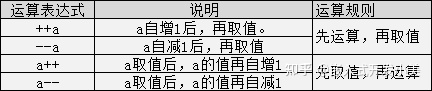 运算表达式 说明 运算规则
++a a自增1后，再取值。
先运算，再取值
--a a自减1后，再取值
a++ a取值后，a的值再自增1
先取值，再运算
a-- a取值后，a的值再自减1
知乎